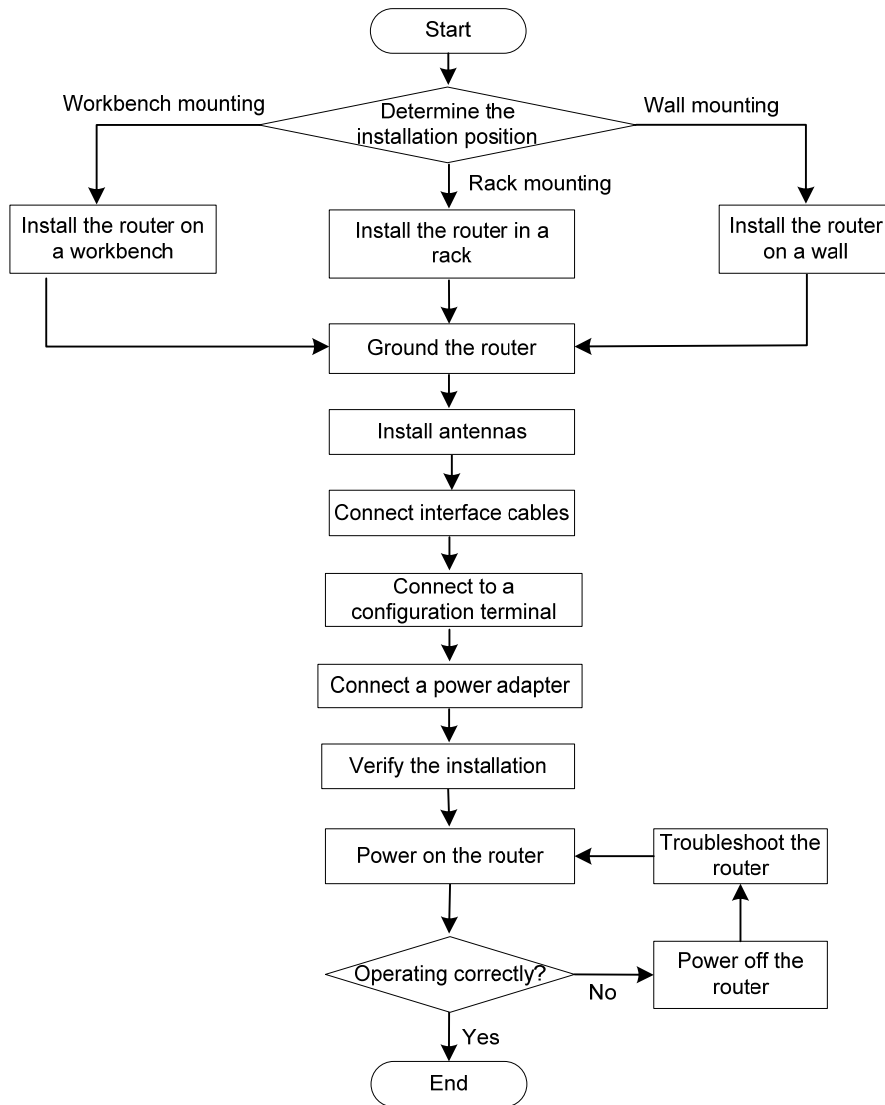 Start
Workbench mounting
Determine the
installation position
Wall mounting
Rack mounting
Install the router on
a workbench
Install the router in a
rack
Install the router
on a wall
Ground the router
Install antennas
Connect interface cables
Connect to a
configuration terminal
Connect a power adapter
Verify the installation
Power on the router
Troubleshoot the
router
Operating correctly?
No
Power off the
router
Yes
End